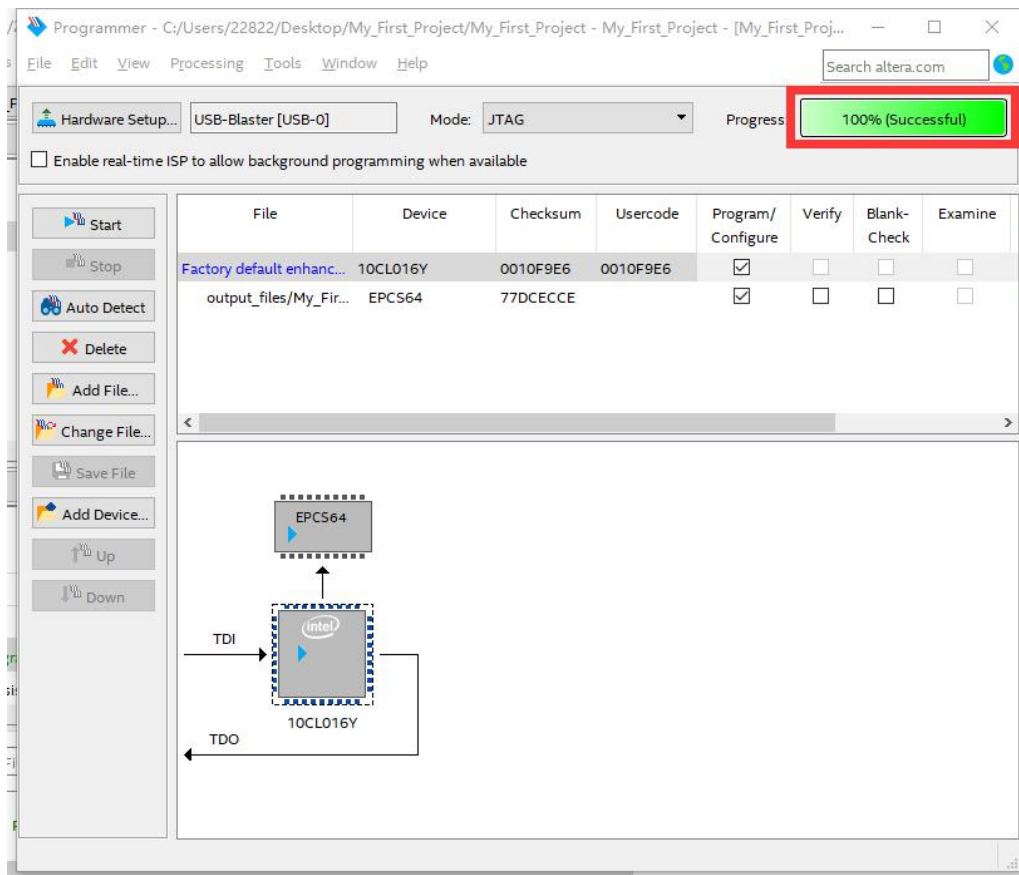 Programmer - C:/Users/22822/Desktop/My_First_Project/My_First_Project - My_First_Project - [My_First_Proj...
File Edit View Processing Tools Window Help
Search altera.com
Hardware Setup... USB-Blaster [USB-0] Mode: JTAG Progress: 100% (Successful)
Enable real-time ISP to allow background programming when available
Start
Stop
Auto Detect
Delete
Add File...
Change File...
Save File
Add Device...
Up
Down
File Device Checksum Usercode Program/ Verify Blank- Examine
Configure Check
Factory default enhanc... 10CL016Y 0010F9E6 0010F9E6
output_files/My_Fir... EPCS64 77DCECCE
EPCS64
intel
TDI
10CL016Y
TDO